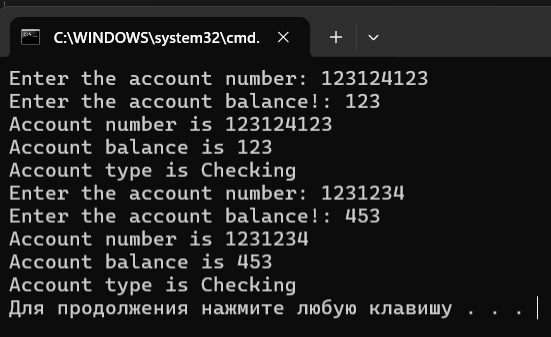 C:\WINDOWS\system32\cmd.
Enter the account number: 123124123
Enter the account balance!: 123
Account number is 123124123
Account balance is 123
Account type is Checking
Enter the account number: 1231234
Enter the account balance!: 453
Account number is 1231234
Account balance is 453
Account type is Checking
Для продолжения нажмите любую клавишу . . .